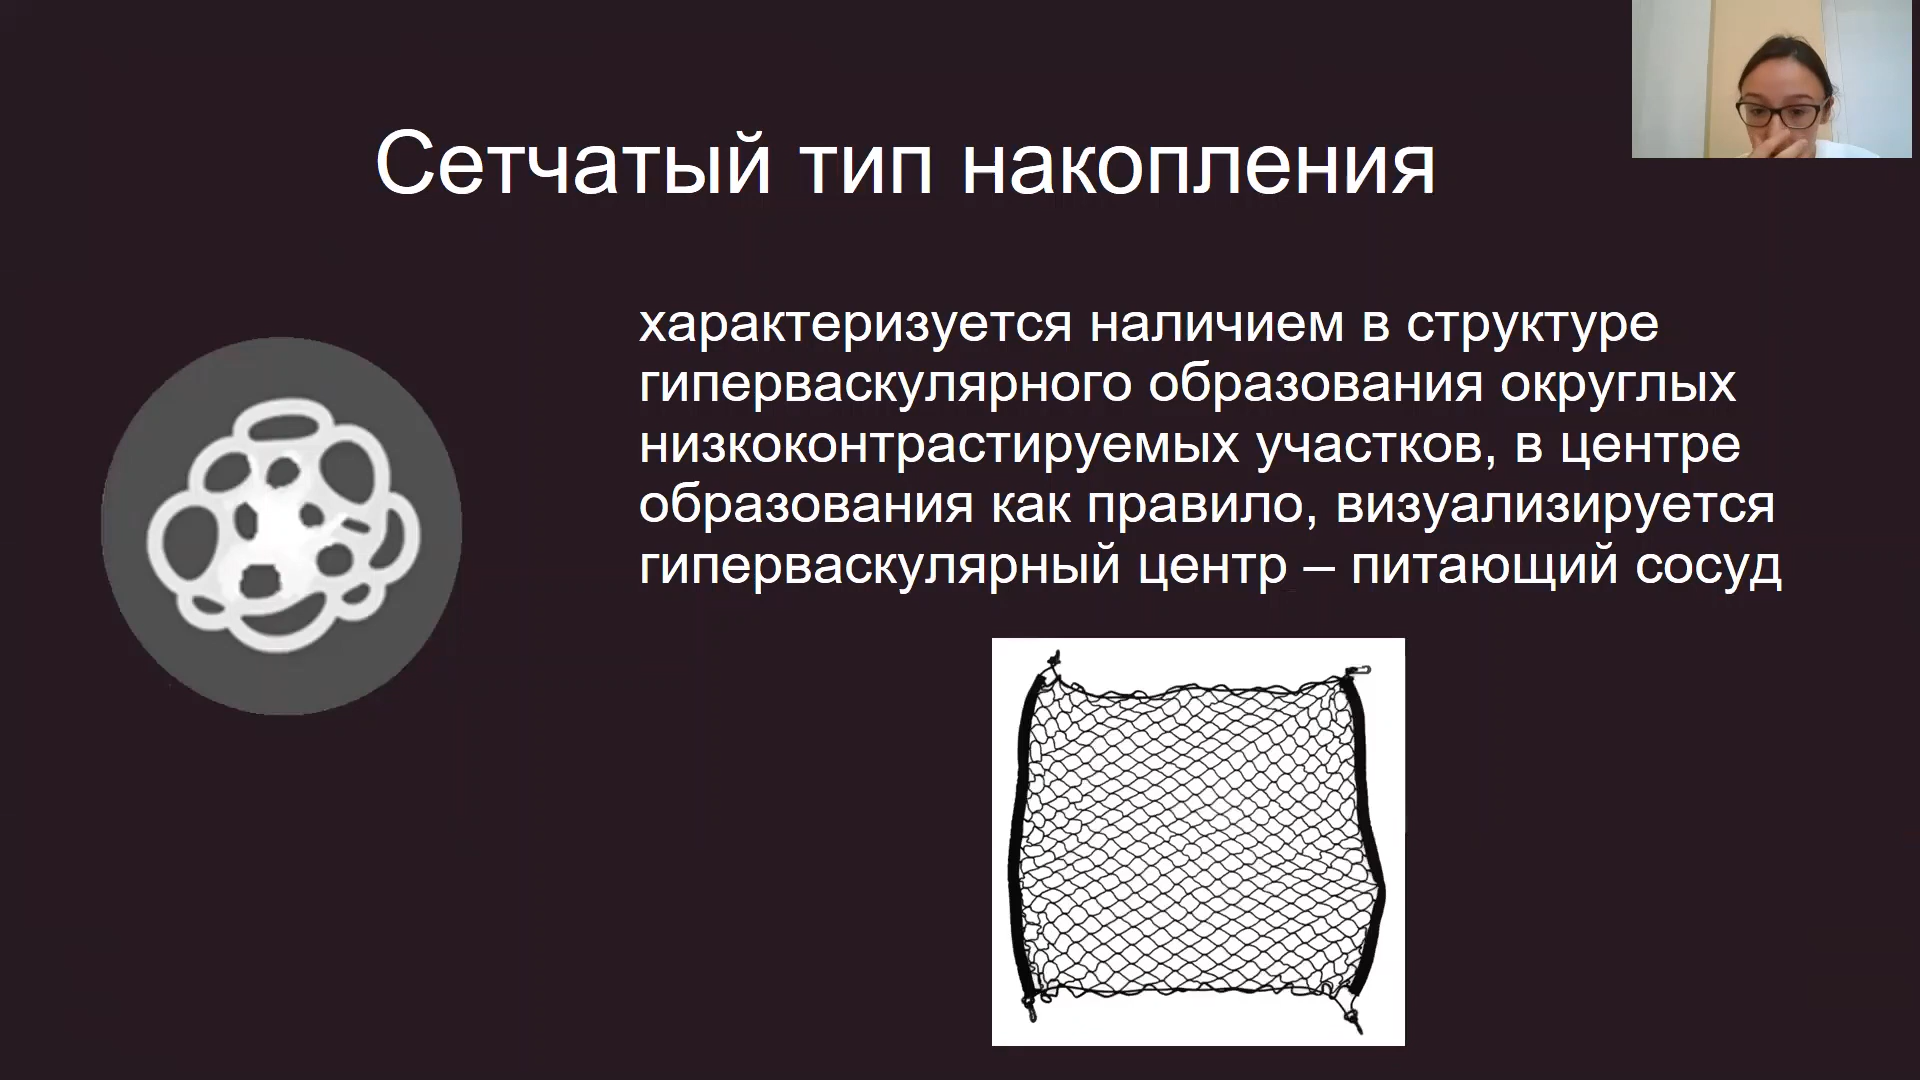 Сетчатый тип накопления
характеризуется наличием в структуре
гиперваскулярного образования округлых
низкоконтрастируемых участков, в центре
образования как правило, визуализируется
гиперваскулярный центр – питающий сосуд